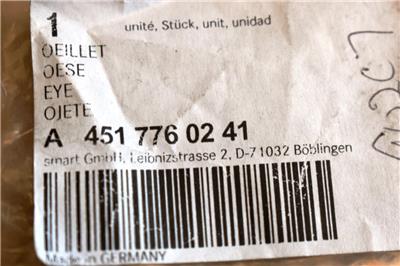 1 unité, Stück, unit, unidad
OEILLET
OESE
EYE
OJETE
A 451 776 02 41
smart GmbH, Leibnizstrasse 2, D-71032 Böblingen
Made in GERMANY